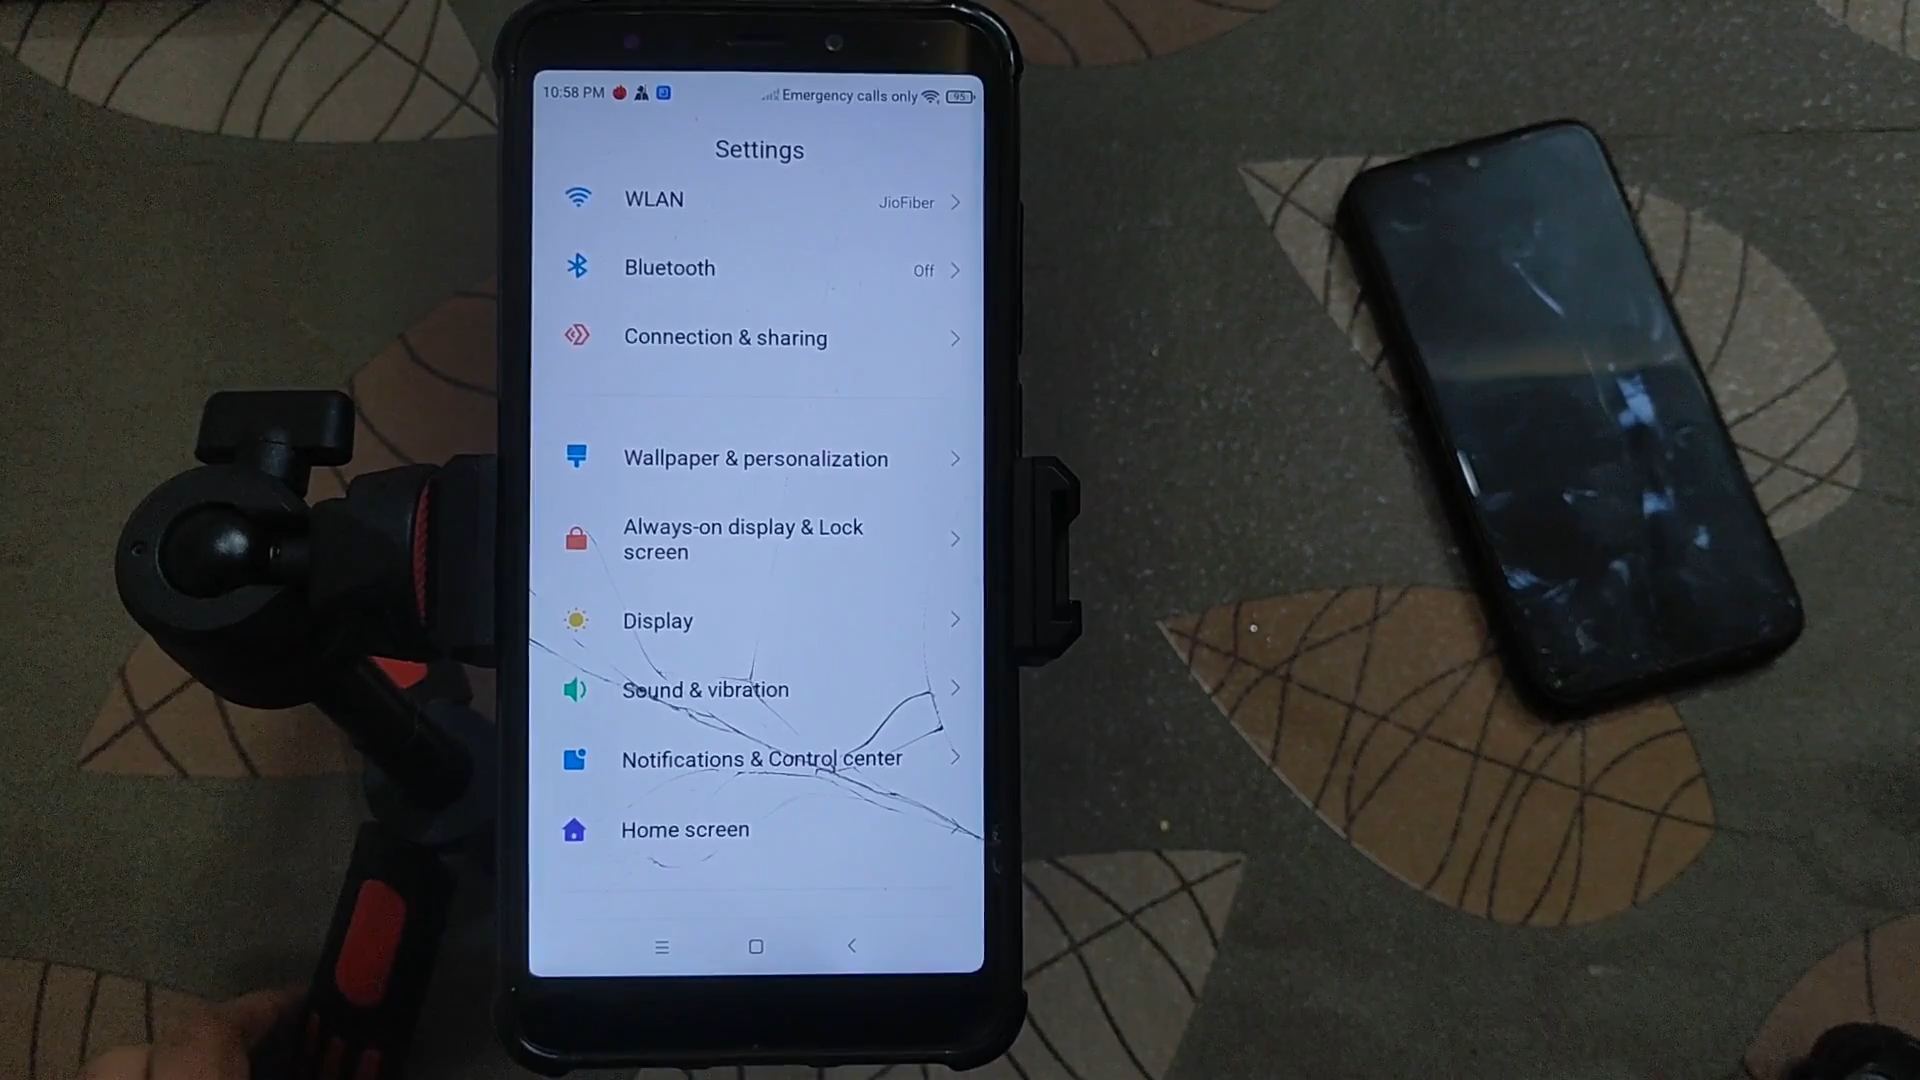 10:58 PM Emergency calls only 95
Settings
WLAN JioFiber
Bluetooth Off
Connection & sharing
Wallpaper & personalization
Always-on display & Lock
screen
Display
Sound & vibration
Notifications & Control center
Home screen